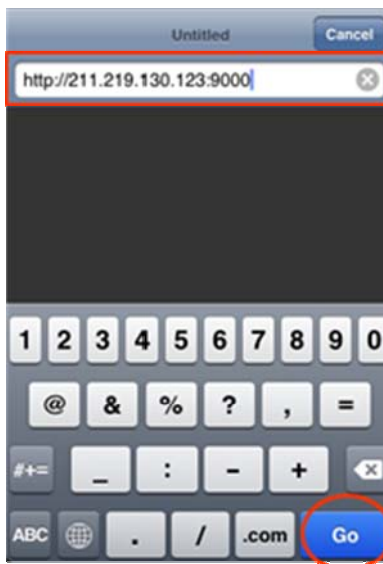 Untitled
Cancel
http://211.219.130.123:9000
1 2 3 4 5 6 7 8 9 0
@ & % ? , =
#+= _ : - +
ABC . / .com Go